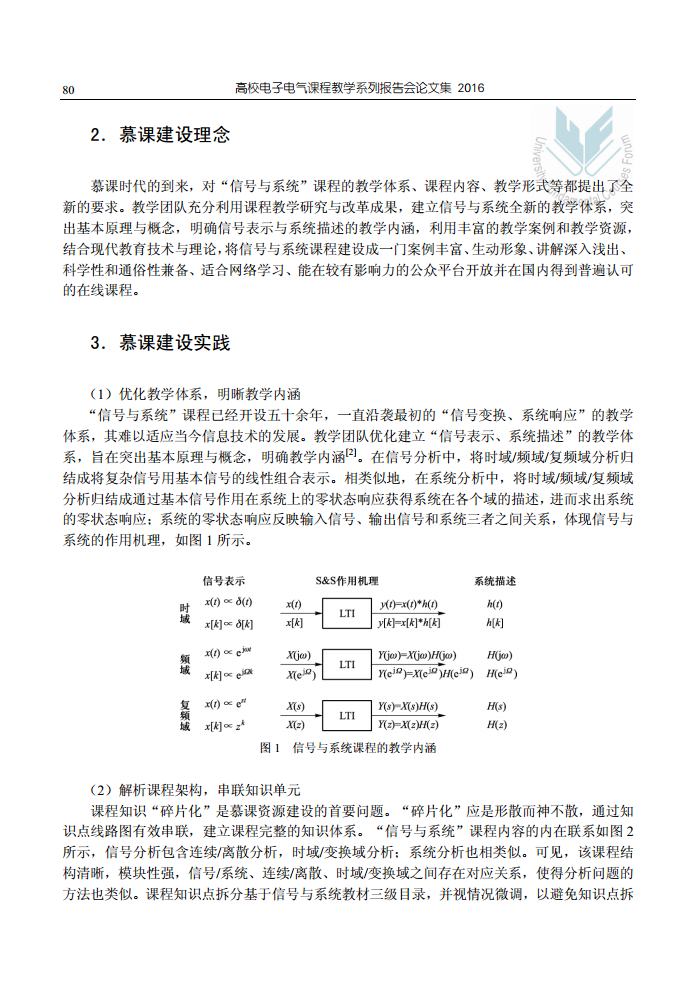 80
高校电子电气课程教学系列报告会论文集 2016
2．慕课建设理念
慕课时代的到来，对“信号与系统”课程的教学体系、课程内容、教学形式等都提出了全
新的要求。教学团队充分利用课程教学研究与改革成果，建立信号与系统全新的教学体系，突
出基本原理与概念，明确信号表示与系统描述的教学内涵，利用丰富的教学案例和教学资源，
结合现代教育技术与理论，将信号与系统课程建设成一门案例丰富、生动形象、讲解深入浅出、
科学性和通俗性兼备、适合网络学习、能在较有影响力的公众平台开放并在国内得到普遍认可
的在线课程。
3．慕课建设实践
（1）优化教学体系，明晰教学内涵
“信号与系统”课程已经开设五十余年，一直沿袭最初的“信号变换、系统响应”的教学
体系，其难以适应当今信息技术的发展。教学团队优化建立“信号表示、系统描述”的教学体
系，旨在突出基本原理与概念，明确教学内涵[2]。在信号分析中，将时域/频域/复频域分析归
结成将复杂信号用基本信号的线性组合表示。相类似地，在系统分析中，将时域/频域/复频域
分析归结成通过基本信号作用在系统上的零状态响应获得系统在各个域的描述，进而求出系统
的零状态响应；系统的零状态响应反映输入信号、输出信号和系统三者之间关系，体现信号与
系统的作用机理，如图 1 所示。
信号表示 S&S作用机理 系统描述
时域 x(t) ∝ δ(t) x(t) LTI y(t)=x(t)*h(t) h(t)
x[k]∝ δ[k] x[k] y[k]=x[k]*h[k] h[k]
频域 x(t) ∝ e^jωt X(jω) LTI Y(jω)=X(jω)H(jω) H(jω)
x[k]∝ e^jΩk X(e^jΩ) Y(e^jΩ)=X(e^jΩ)H(e^jΩ) H(e^jΩ)
复频域 x(t) ∝ e^st X(s) LTI Y(s)=X(s)H(s) H(s)
x[k]∝ z^k X(z) Y(z)=X(z)H(z) H(z)
图 1 信号与系统课程的教学内涵
（2）解析课程架构，串联知识单元
课程知识“碎片化”是慕课资源建设的首要问题。“碎片化”应是形散而神不散，通过知
识点线路图有效串联，建立课程完整的知识体系。“信号与系统”课程内容的内在联系如图 2
所示，信号分析包含连续/离散分析，时域/变换域分析；系统分析也相类似。可见，该课程结
构清晰，模块性强，信号/系统、连续/离散、时域/变换域之间存在对应关系，使得分析问题的
方法也类似。课程知识点拆分基于信号与系统教材三级目录，并视情况微调，以避免知识点拆